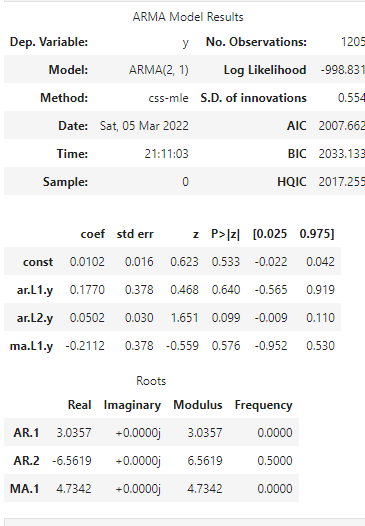 ARMA Model Results
Dep. Variable: y No. Observations: 1205
Model: ARMA(2, 1) Log Likelihood -998.831
Method: css-mle S.D. of innovations 0.554
Date: Sat, 05 Mar 2022 AIC 2007.662
Time: 21:11:03 BIC 2033.133
Sample: 0 HQIC 2017.255
coef std err z P>|z| [0.025 0.975]
const 0.0102 0.016 0.623 0.533 -0.022 0.042
ar.L1.y 0.1770 0.378 0.468 0.640 -0.565 0.919
ar.L2.y 0.0502 0.030 1.651 0.099 -0.009 0.110
ma.L1.y -0.2112 0.378 -0.559 0.576 -0.952 0.530
Roots
Real Imaginary Modulus Frequency
AR.1 3.0357 +0.0000j 3.0357 0.0000
AR.2 -6.5619 +0.0000j 6.5619 0.5000
MA.1 4.7342 +0.0000j 4.7342 0.0000